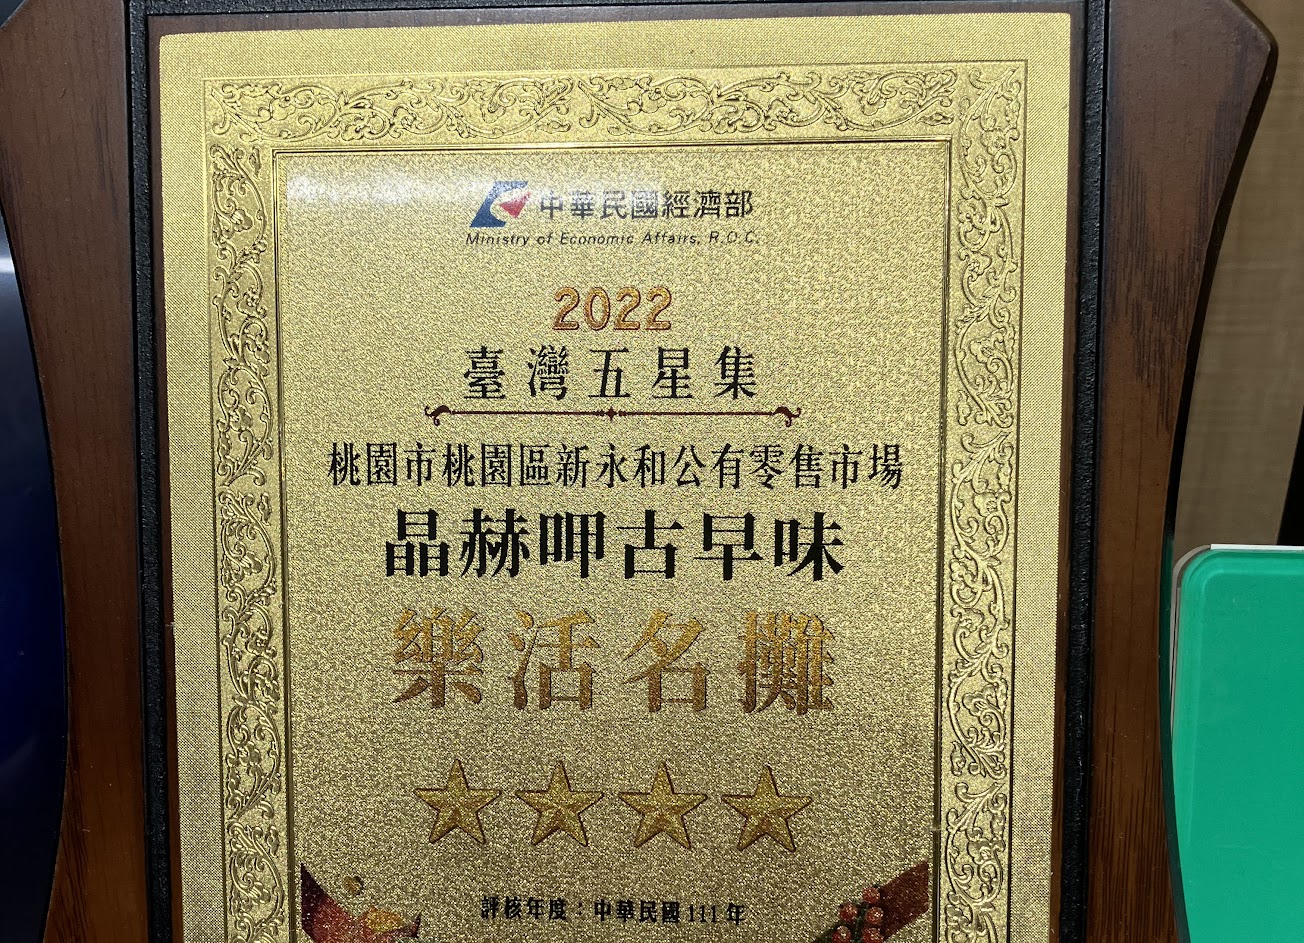 中華民國經濟部
Ministry of Economic Affairs, R.O.C.
2022
臺灣五星集
桃園市桃園區新永和公有零售市場
晶赫呷古早味
樂活名攤
評核年度：中華民國111年